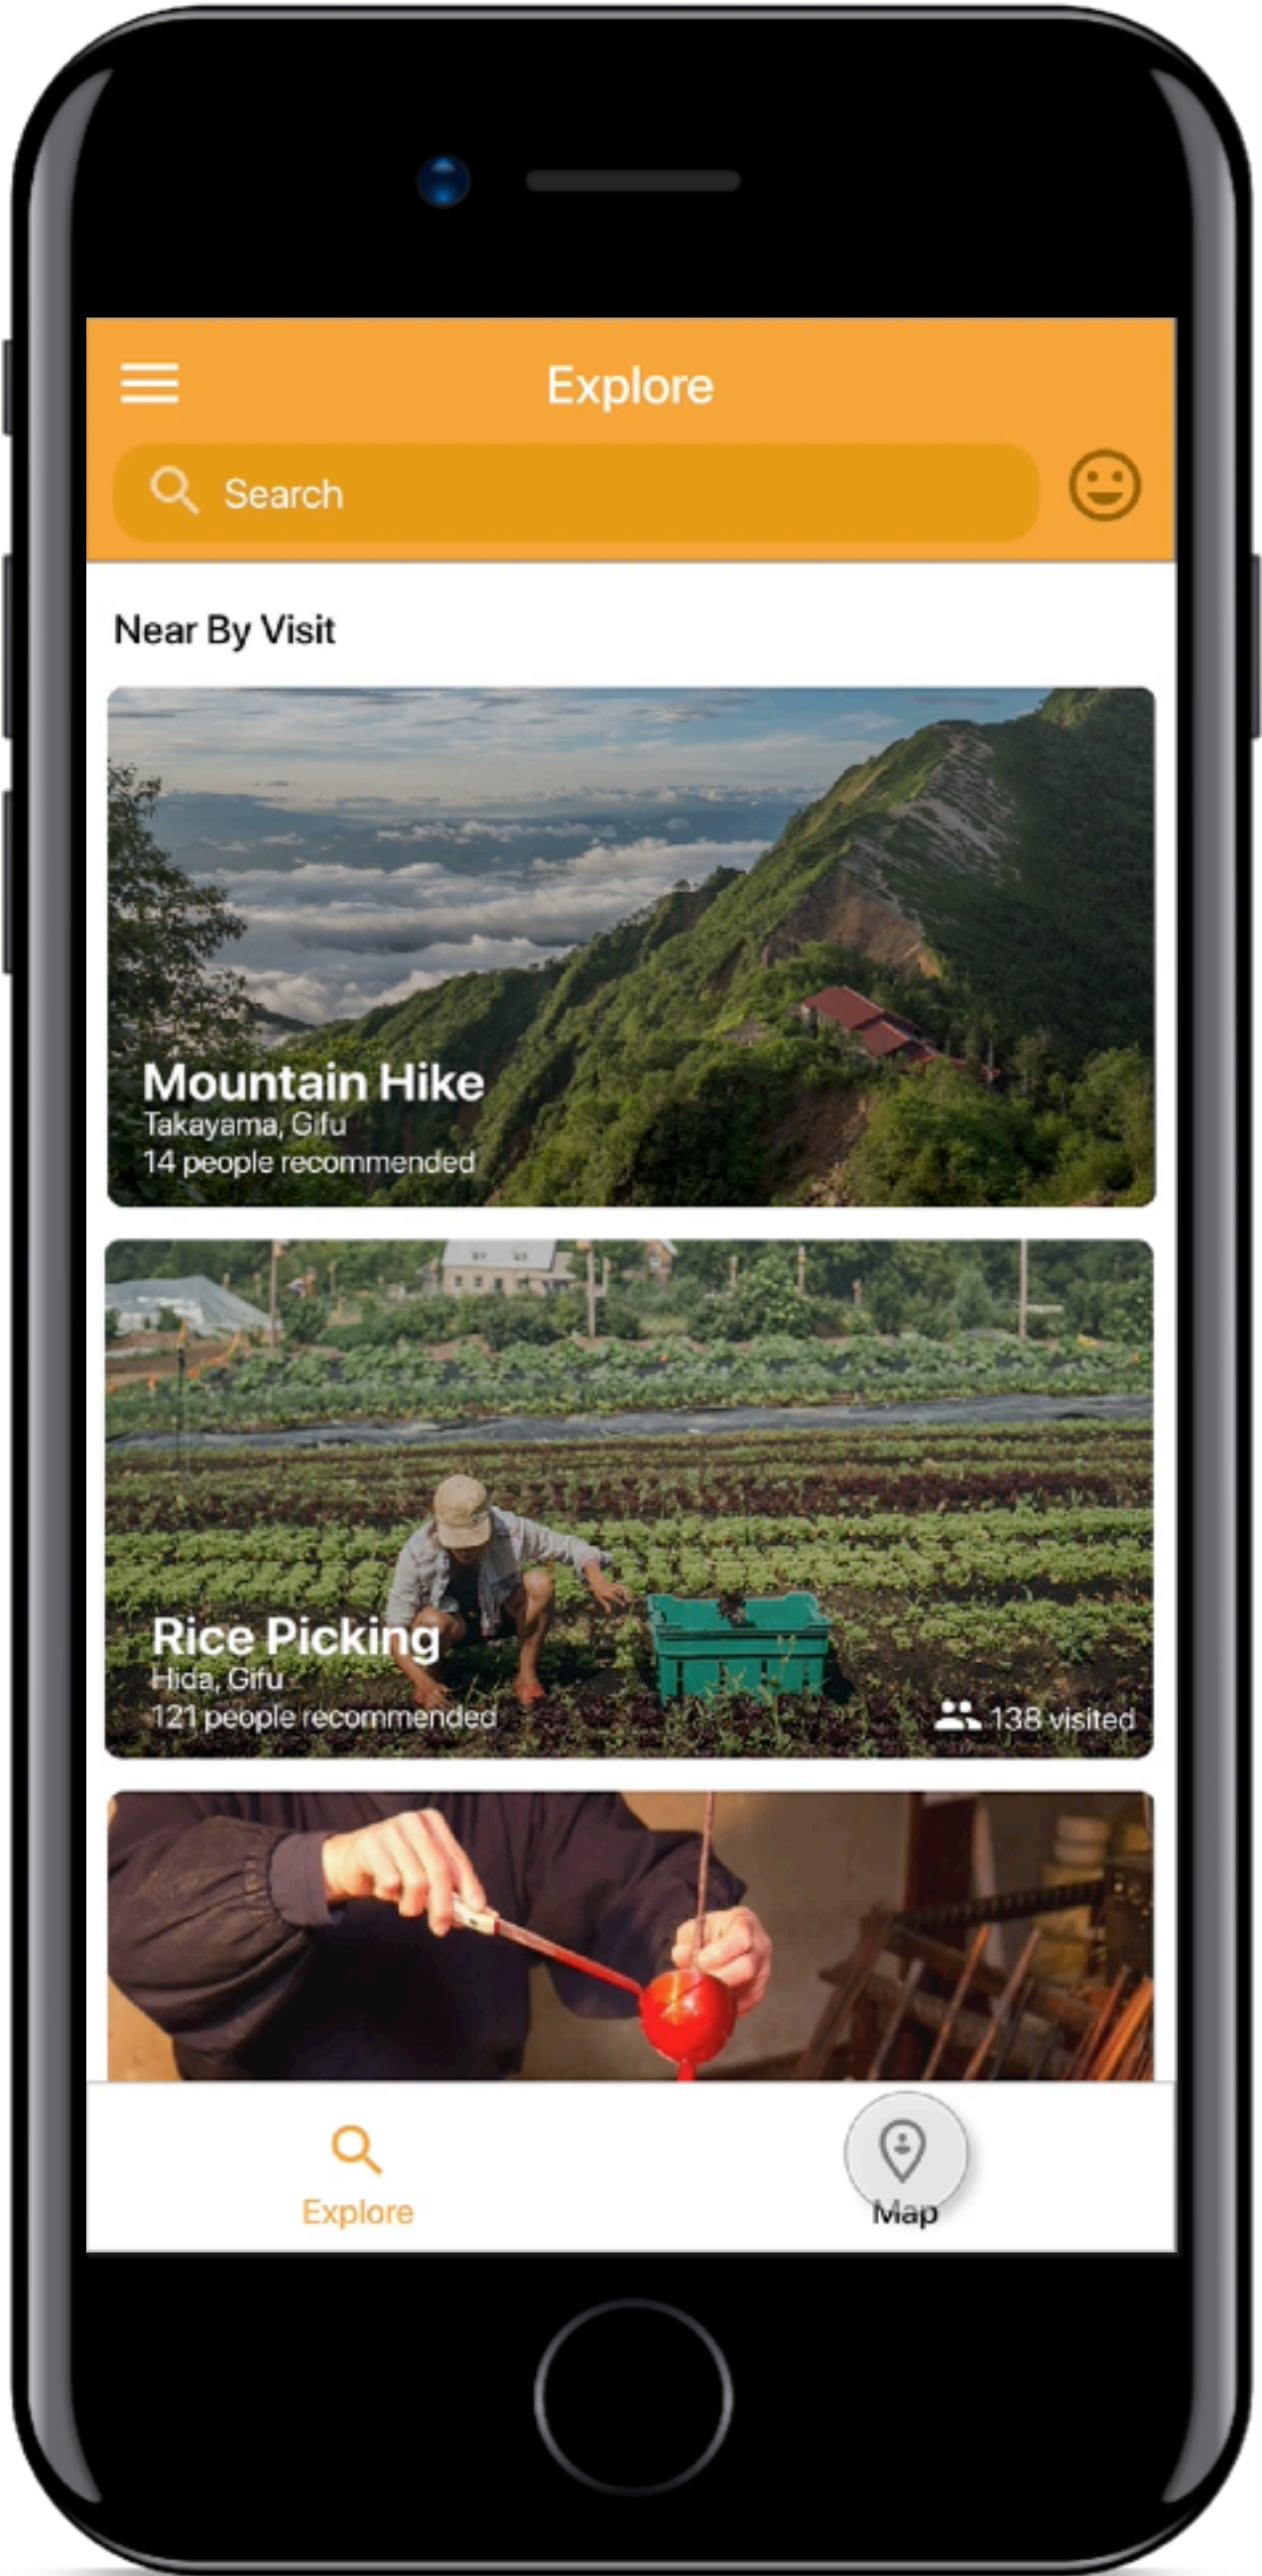 Explore
Search
Near By Visit
Mountain Hike
Takayama, Gifu
14 people recommended
Rice Picking
Hida, Gifu
121 people recommended
138 visited
Explore
Map